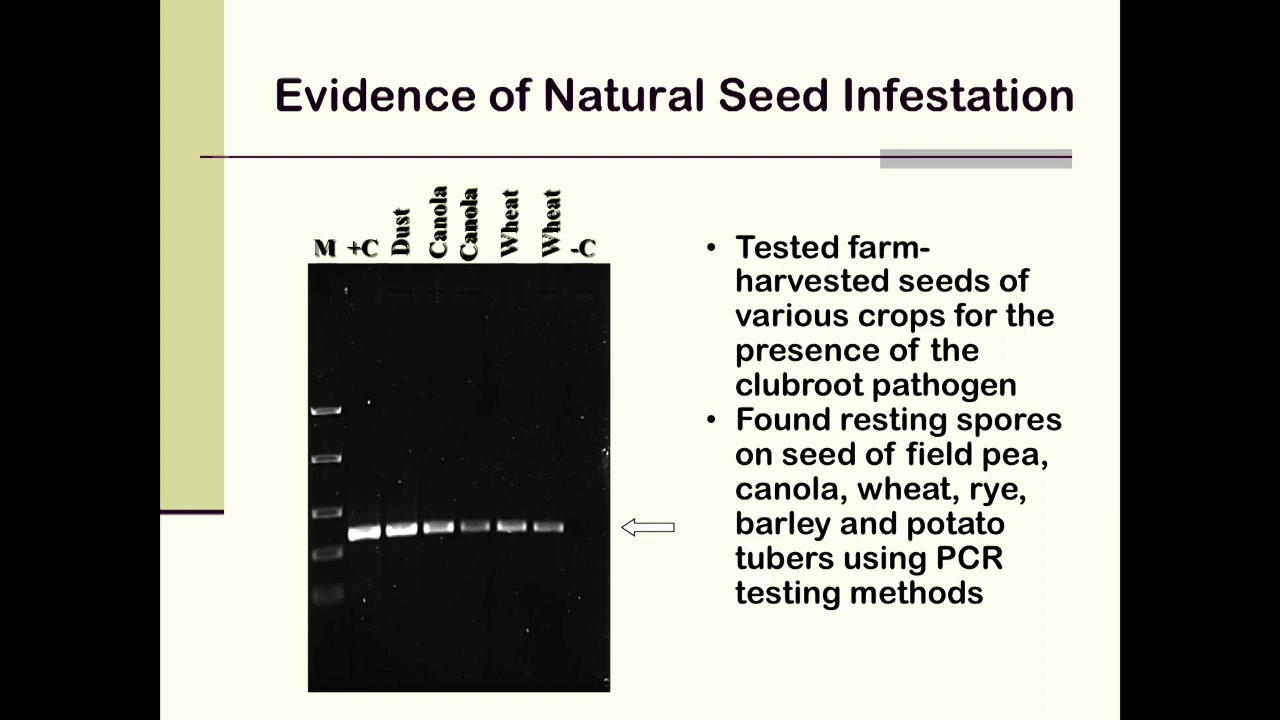 Evidence of Natural Seed Infestation
M +C Dust Canola Canola Wheat Wheat -C
• Tested farm-
harvested seeds of
various crops for the
presence of the
clubroot pathogen
• Found resting spores
on seed of field pea,
canola, wheat, rye,
barley and potato
tubers using PCR
testing methods